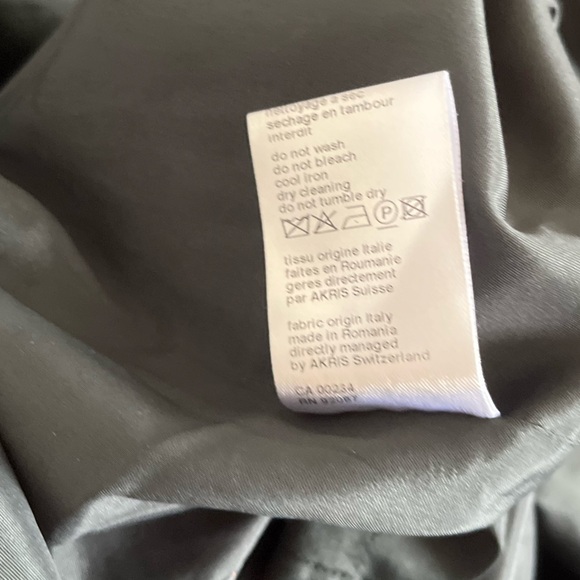 nettoyage a sec
sechage en tambour
interdit
do not wash
do not bleach
cool iron
dry cleaning
do not tumble dry
P
tissu origine Italie
faites en Roumanie
geres directement
par AKRIS Suisse
fabric origin Italy
made in Romania
directly managed
by AKRIS Switzerland
CA 00234
RN